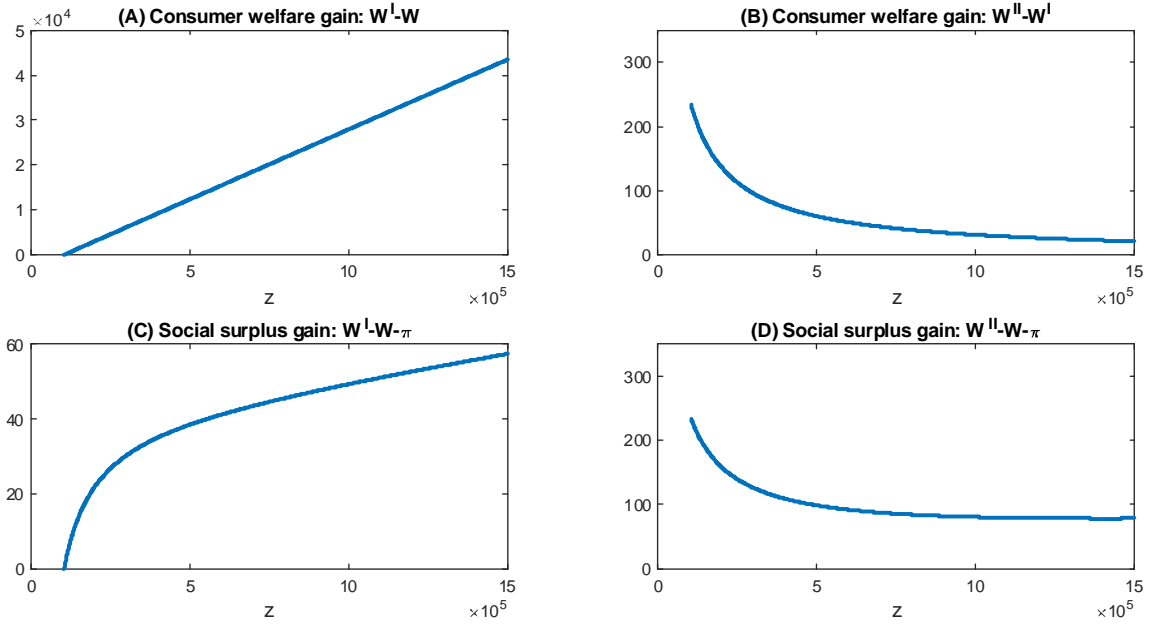 (A) Consumer welfare gain: W^I-W
×10^4
5
4
3
2
1
0
0 5 10 15
×10^5
z
(B) Consumer welfare gain: W^II-W^I
300
200
100
0
0 5 10 15
×10^5
z
(C) Social surplus gain: W^I-W-π
60
40
20
0
0 5 10 15
×10^5
z
(D) Social surplus gain: W^II-W-π
300
200
100
0
0 5 10 15
×10^5
z